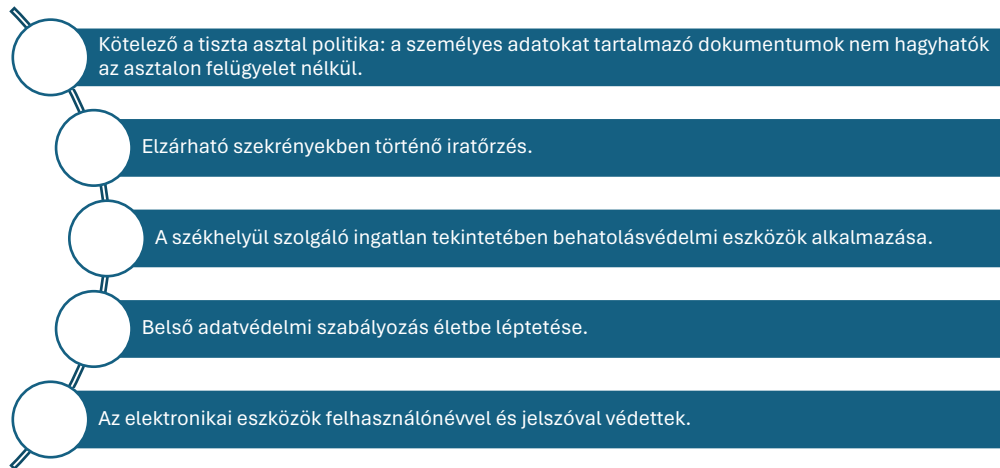 Kötelező a tiszta asztal politika: a személyes adatokat tartalmazó dokumentumok nem hagyhatók
az asztalon felügyelet nélkül.
Elzárható szekrényekben történő iratőrzés.
A székhelyül szolgáló ingatlan tekintetében behatolásvédelmi eszközök alkalmazása.
Belső adatvédelmi szabályozás életbe léptetése.
Az elektronikai eszközök felhasználónévvel és jelszóval védettek.